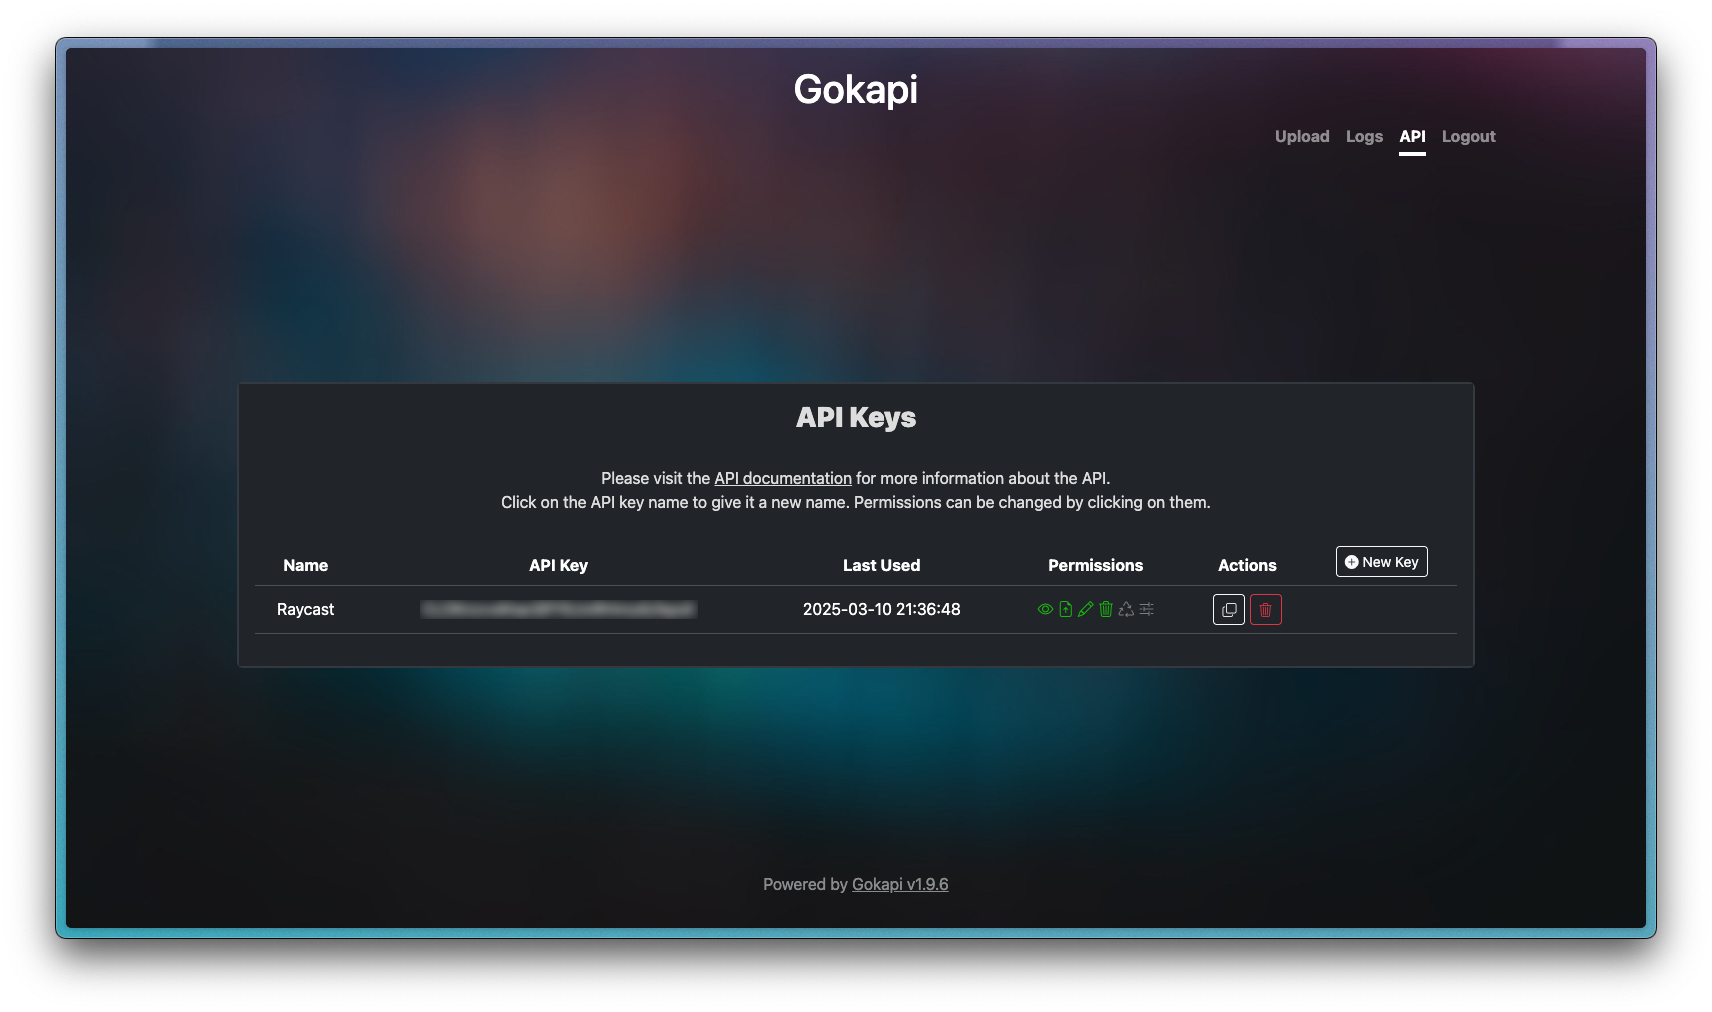 Gokapi
Upload Logs API Logout
API Keys
Please visit the API documentation for more information about the API.
Click on the API key name to give it a new name. Permissions can be changed by clicking on them.
Name API Key Last Used Permissions Actions New Key
Raycast 2025-03-10 21:36:48
Powered by Gokapi v1.9.6